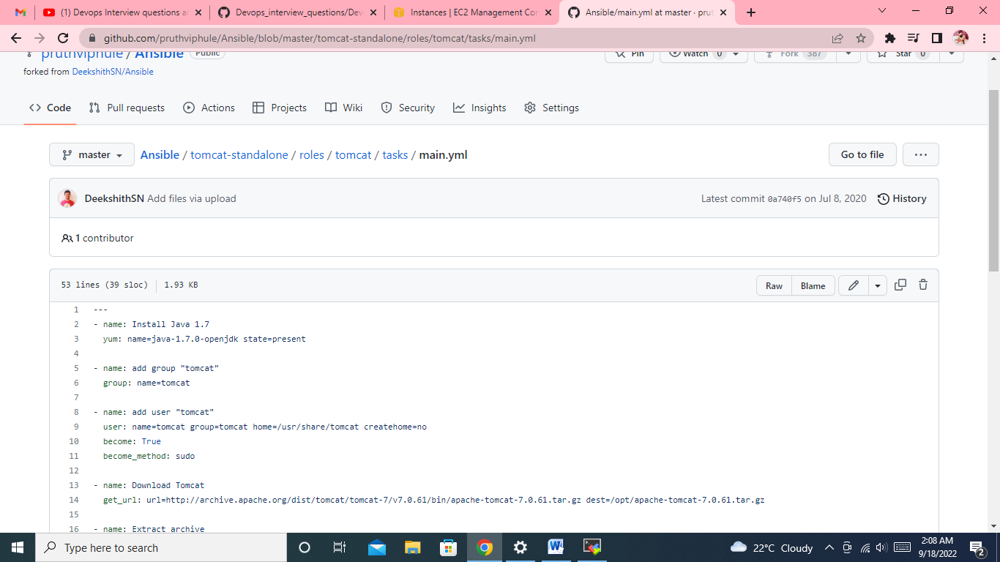 (1) Devops Interview questions a
Devops_interview_questions/Dev
Instances | EC2 Management Co
Ansible/main.yml at master · prut
github.com/pruthviphule/Ansible/blob/master/tomcat-standalone/roles/tomcat/tasks/main.yml
pruthviphule / Ansible Public
Pin
Watch 0
Fork 387
Star 0
forked from DeekshithSN/Ansible
<> Code
Pull requests
Actions
Projects
Wiki
Security
Insights
Settings
master
Ansible / tomcat-standalone / roles / tomcat / tasks / main.yml
Go to file
...
DeekshithSN Add files via upload
Latest commit 0a740f5 on Jul 8, 2020
History
1 contributor
53 lines (39 sloc)
1.93 KB
Raw
Blame
1 ---
2 - name: Install Java 1.7
3 yum: name=java-1.7.0-openjdk state=present
4
5 - name: add group "tomcat"
6 group: name=tomcat
7
8 - name: add user "tomcat"
9 user: name=tomcat group=tomcat home=/usr/share/tomcat createhome=no
10 become: True
11 become_method: sudo
12
13 - name: Download Tomcat
14 get_url: url=http://archive.apache.org/dist/tomcat/tomcat-7/v7.0.61/bin/apache-tomcat-7.0.61.tar.gz dest=/opt/apache-tomcat-7.0.61.tar.gz
15
16 - name: Extract archive
Type here to search
22°C Cloudy
2:08 AM
9/18/2022
2